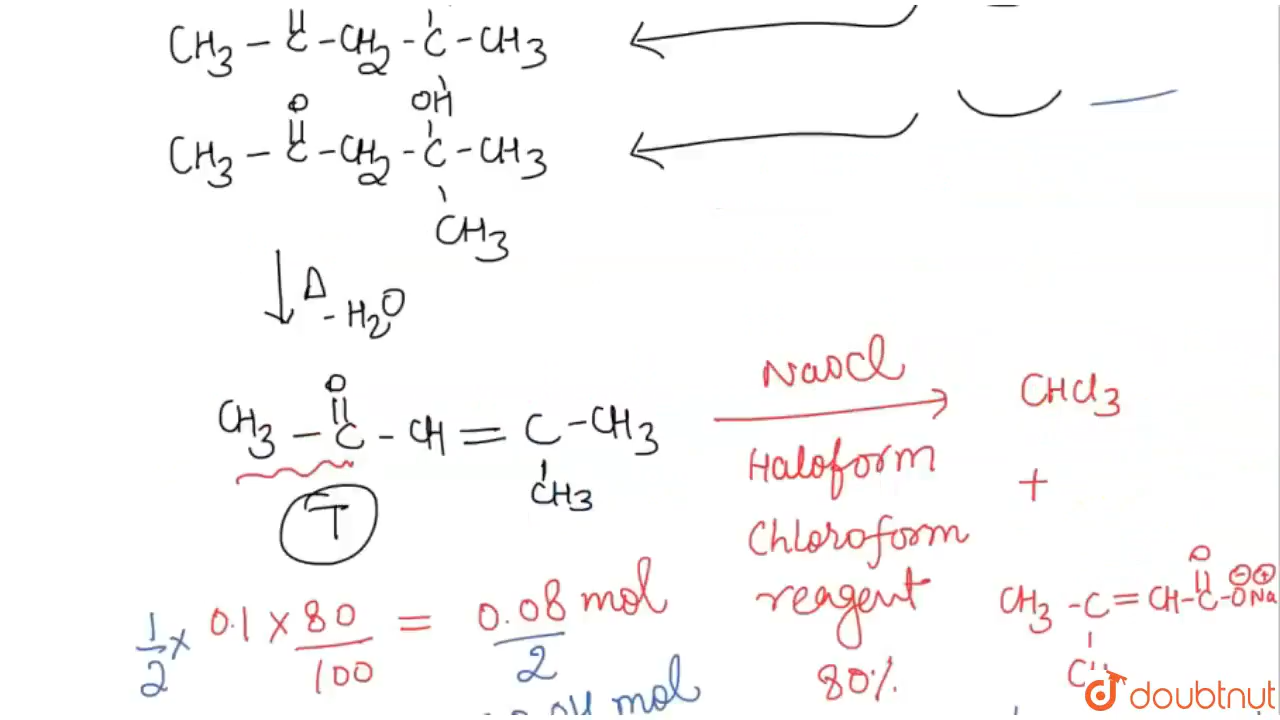 CH3 - C - CH2 - C - CH3
O OH
CH3 - C - CH2 - C - CH3
CH3
Δ
- H2O
NaOCl
CHCl3
O
CH3 - C - CH = C - CH3
CH3
Haloform
+
T
Chloroform
reagent
80%
O
CH3 - C = CH - C - ONa
⊖ ⊕
1/2 × 0.1 × 80/100 = 0.08 mol/2
mol
doubtnut